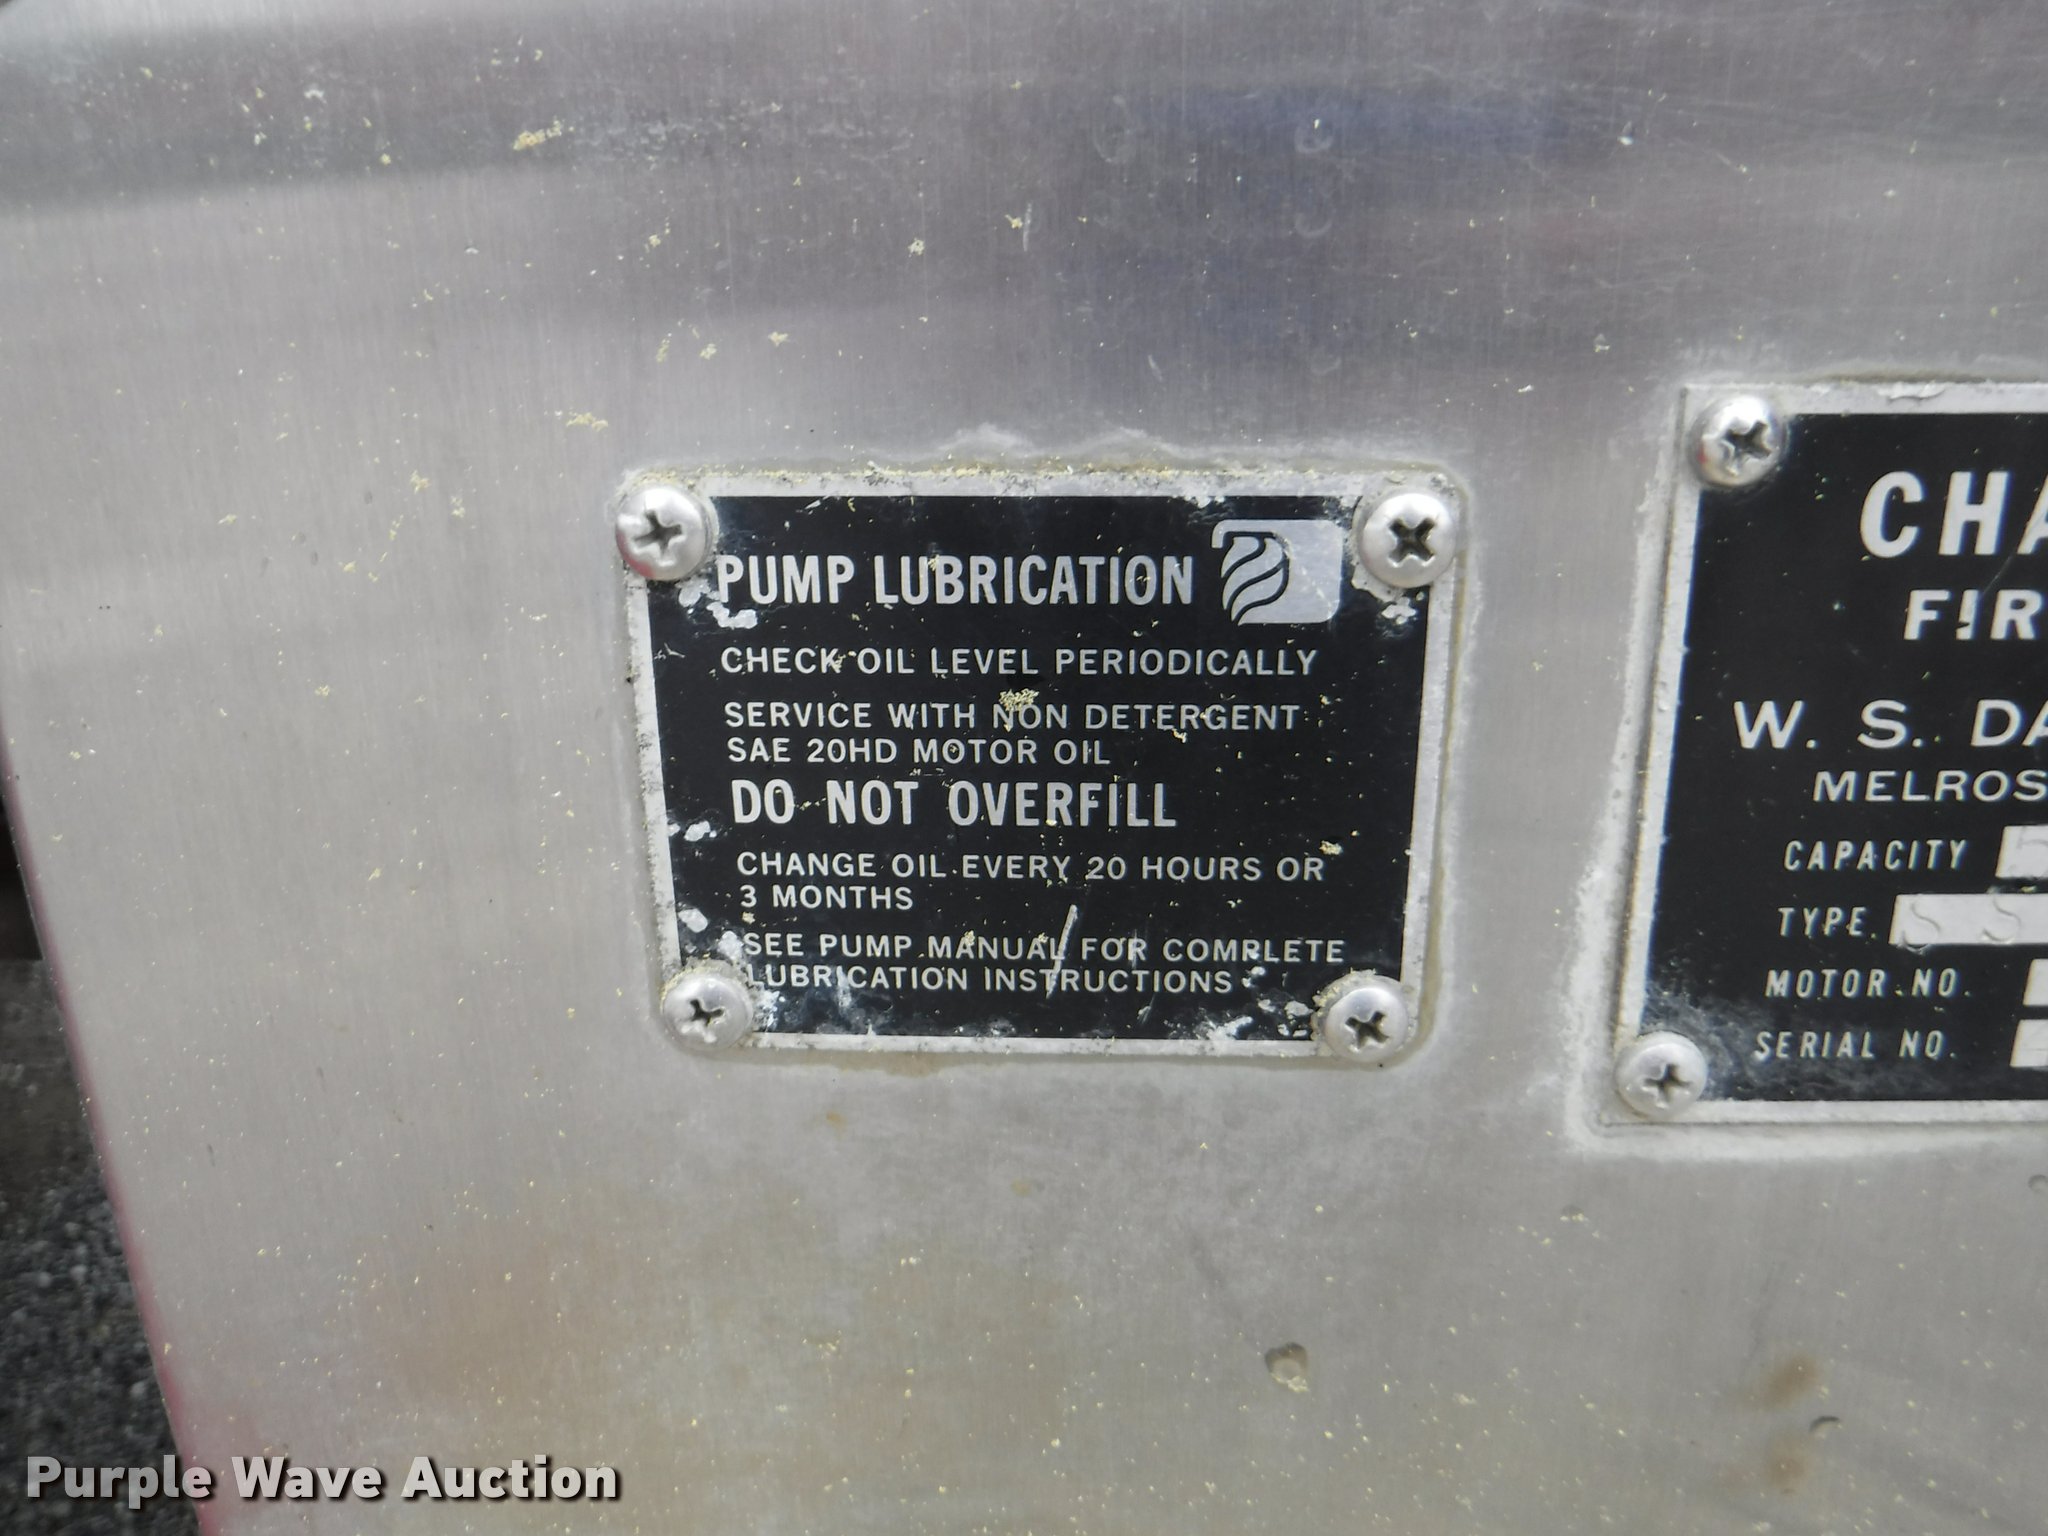 PUMP LUBRICATION
CHECK OIL LEVEL PERIODICALLY
SERVICE WITH NON DETERGENT
SAE 20HD MOTOR OIL
DO NOT OVERFILL
CHANGE OIL EVERY 20 HOURS OR
3 MONTHS
SEE PUMP MANUAL FOR COMPLETE
LUBRICATION INSTRUCTIONS
CHA
FIR
W. S. DA
MELROS
CAPACITY 5
TYPE S S
MOTOR NO.
SERIAL NO.
Purple Wave Auction